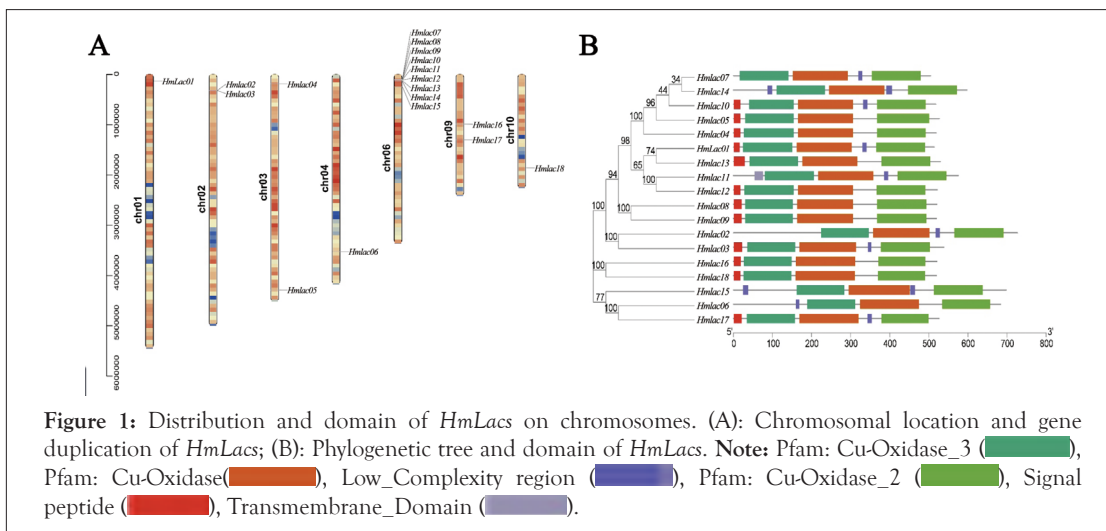 A
B
0
1000000
2000000
3000000
4000000
5000000
6000000
chr01
HmLac01
chr02
Hmlac02
Hmlac03
chr03
Hmlac04
Hmlac05
chr04
Hmlac06
chr06
Hmlac07
Hmlac08
Hmlac09
Hmlac10
Hmlac11
Hmlac12
Hmlac13
Hmlac14
Hmlac15
chr09
Hmlac16
Hmlac17
chr10
Hmlac18
34
44
96
100
98
74
65
100
94
100
100
100
100
77
100
Hmlac07
Hmlac14
Hmlac10
Hmlac05
Hmlac04
HmLac01
Hmlac13
Hmlac11
Hmlac12
Hmlac08
Hmlac09
Hmlac02
Hmlac03
Hmlac16
Hmlac18
Hmlac15
Hmlac06
Hmlac17
5' 3'
0 100 200 300 400 500 600 700 800
Figure 1: Distribution and domain of HmLacs on chromosomes. (A): Chromosomal location and gene
duplication of HmLacs; (B): Phylogenetic tree and domain of HmLacs. Note: Pfam: Cu-Oxidase_3 ( ),
Pfam: Cu-Oxidase( ), Low_Complexity region ( ), Pfam: Cu-Oxidase_2 ( ), Signal
peptide ( ), Transmembrane_Domain ( ).